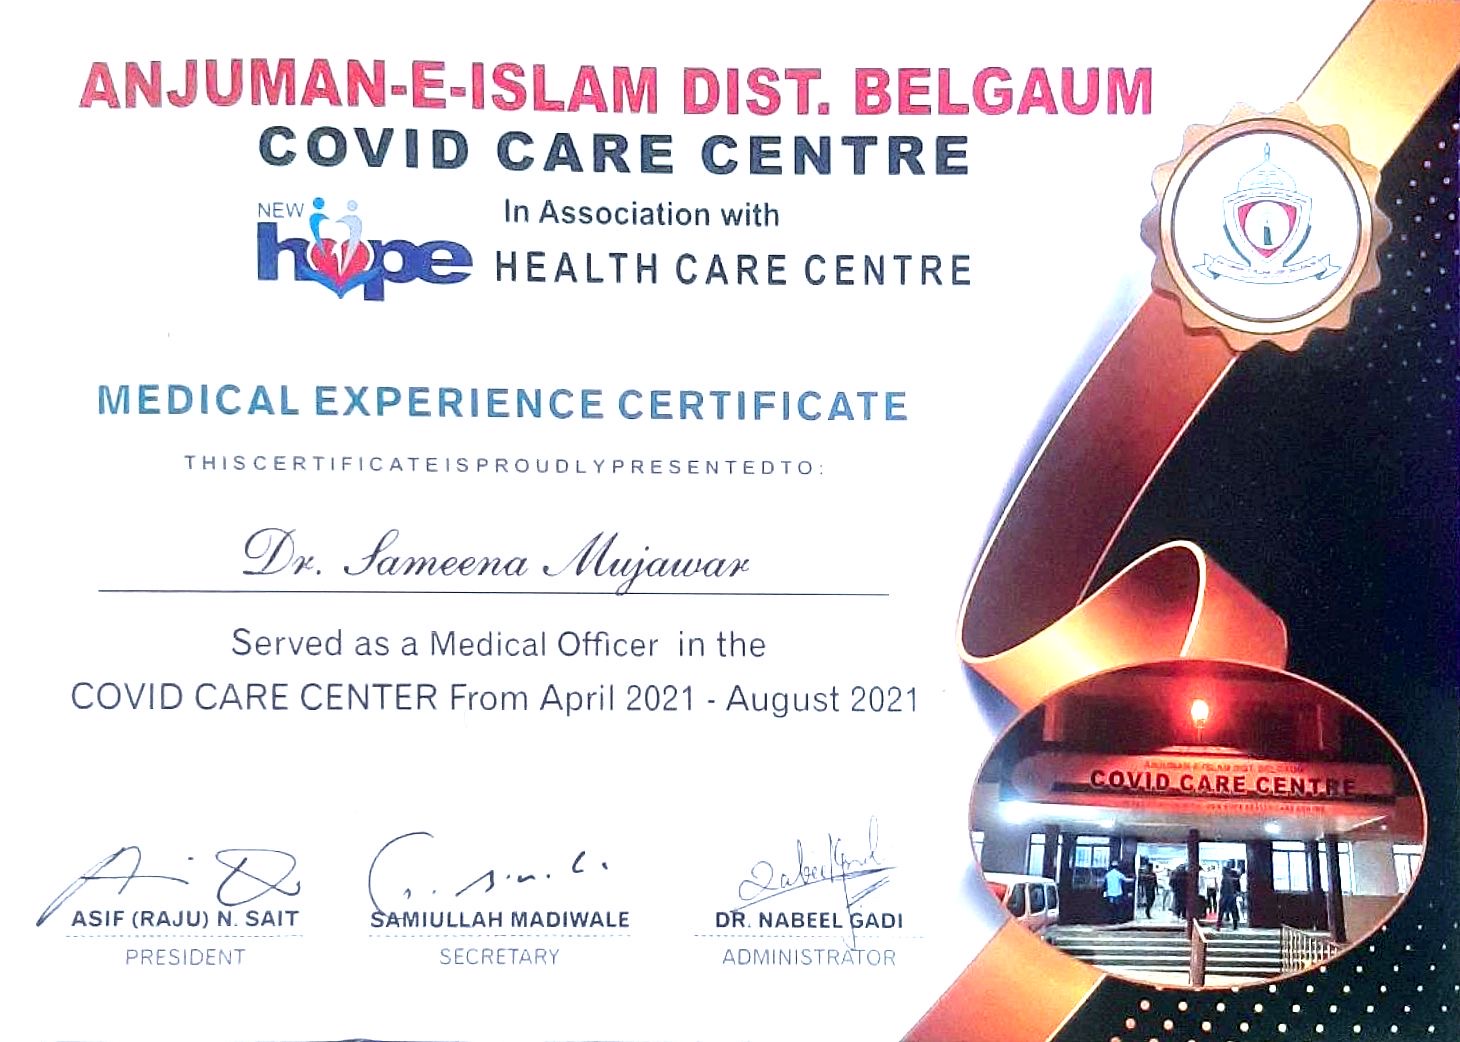 ANJUMAN-E-ISLAM DIST. BELGAUM
COVID CARE CENTRE
In Association with
NEW
hope HEALTH CARE CENTRE
MEDICAL EXPERIENCE CERTIFICATE
THISCERTIFICATEISPROUDLYPRESENTEDTO:
Dr. Sameena Mujawar
Served as a Medical Officer in the
COVID CARE CENTER From April 2021 - August 2021
ANJUMAN-E-ISLAM DIST. BELGAUM
COVID CARE CENTRE
ASIF (RAJU) N. SAIT
PRESIDENT
SAMIULLAH MADIWALE
SECRETARY
DR. NABEEL GADI
ADMINISTRATOR